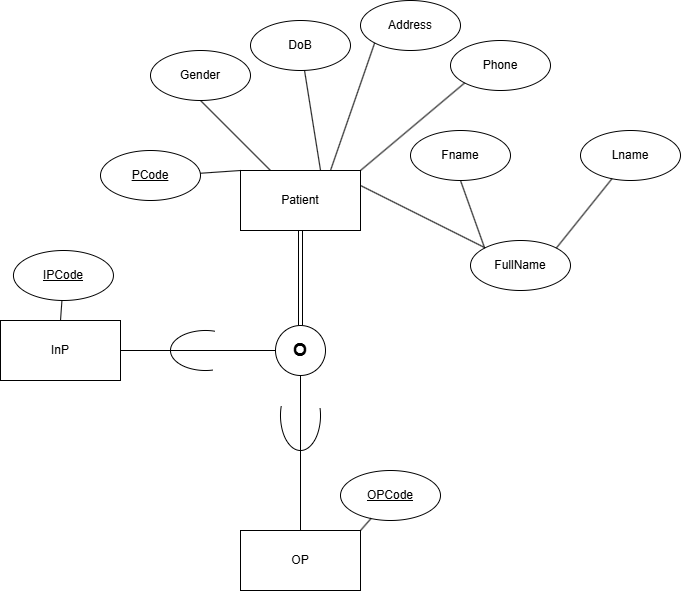 Address
DoB
Phone
Gender
Fname
Lname
PCode
Patient
FullName
IPCode
InP
O
OPCode
OP